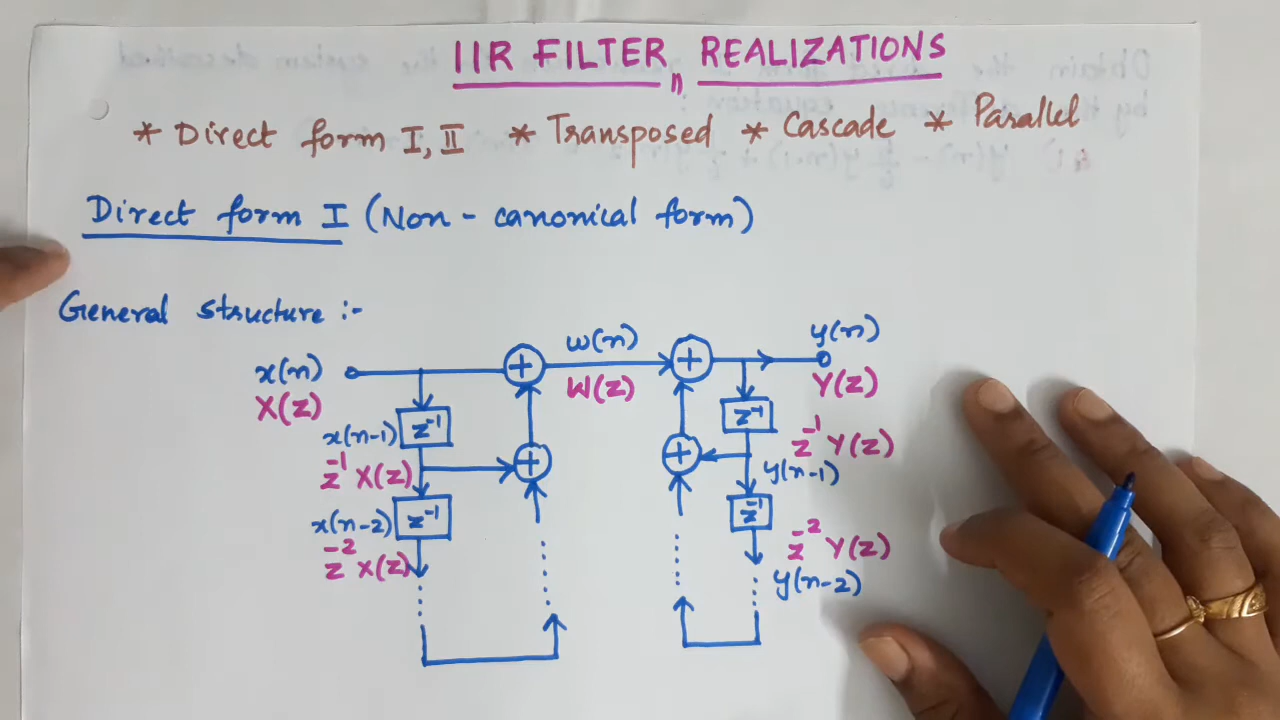 IIR FILTER REALIZATIONS
n
* Direct form I, II * Transposed * Cascade * Parallel
Direct form I (Non-canonical form)
General structure :-
x(n)
X(z)
w(n)
W(z)
y(n)
Y(z)
x(n-1)
z⁻¹
z⁻¹ X(z)
x(n-2)
z⁻¹
z⁻² X(z)
z⁻¹
z⁻¹ Y(z)
y(n-1)
z⁻¹
z⁻² Y(z)
y(n-2)